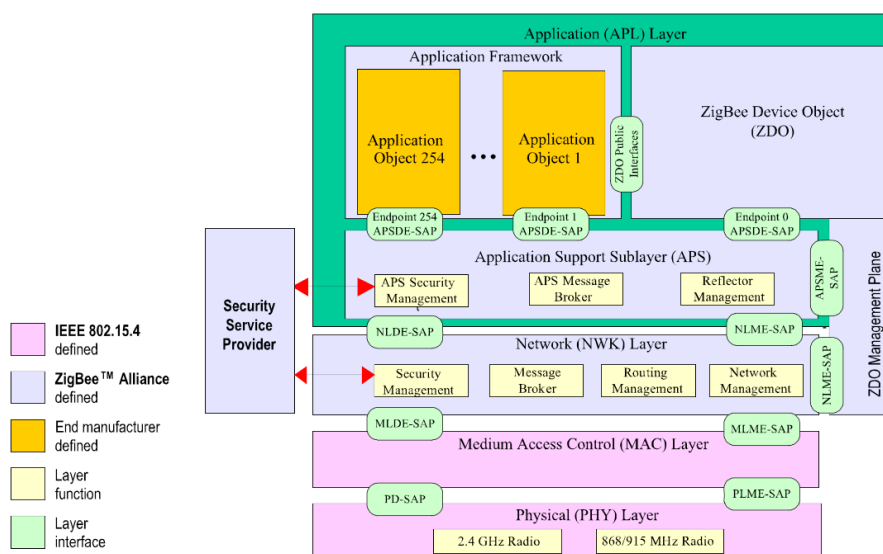 Application (APL) Layer
Application Framework
Application
Object 254
...
Application
Object 1
ZDO Public
Interfaces
ZigBee Device Object
(ZDO)
Endpoint 254
APSDE-SAP
Endpoint 1
APSDE-SAP
Endpoint 0
APSDE-SAP
Application Support Sublayer (APS)
APS Security
Management
APS Message
Broker
Reflector
Management
APSME-
SAP
Security
Service
Provider
NLDE-SAP
NLME-SAP
Network (NWK) Layer
Security
Management
Message
Broker
Routing
Management
Network
Management
NLME-SAP
ZDO Management Plane
MLDE-SAP
MLME-SAP
Medium Access Control (MAC) Layer
PD-SAP
PLME-SAP
Physical (PHY) Layer
2.4 GHz Radio
868/915 MHz Radio
IEEE 802.15.4
defined
ZigBee™ Alliance
defined
End manufacturer
defined
Layer
function
Layer
interface